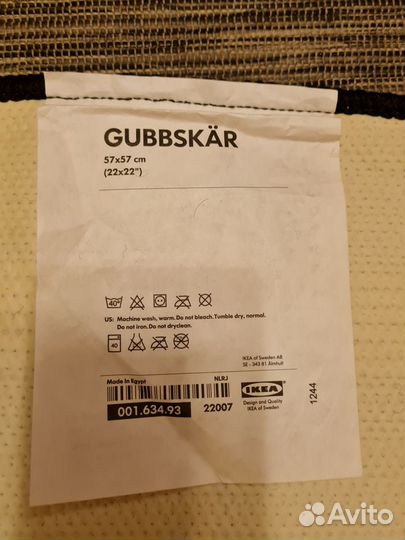 GUBBSKÄR
57x57 cm
(22x22")
40°
US: Machine wash, warm. Do not bleach. Tumble dry, normal.
Do not iron. Do not dryclean.
40
IKEA of Sweden AB
SE - 343 81 Älmhult
Made in Egypt NLRJ
IKEA
001.634.93 22007
Design and Quality
IKEA of Sweden
1244
Avito